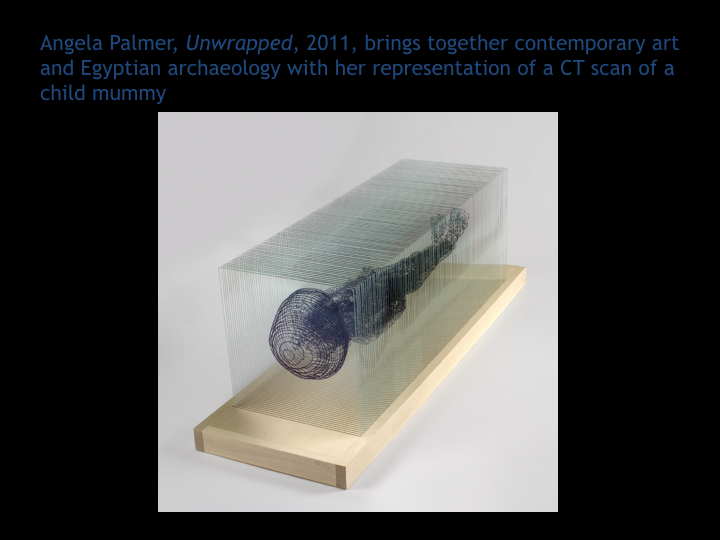 Angela Palmer, Unwrapped, 2011, brings together contemporary art
and Egyptian archaeology with her representation of a CT scan of a
child mummy